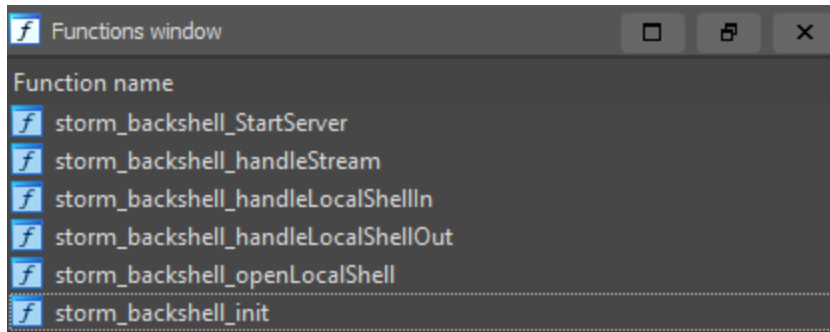 f Functions window
Function name
f storm_backshell_StartServer
f storm_backshell_handleStream
f storm_backshell_handleLocalShellIn
f storm_backshell_handleLocalShellOut
f storm_backshell_openLocalShell
f storm_backshell_init